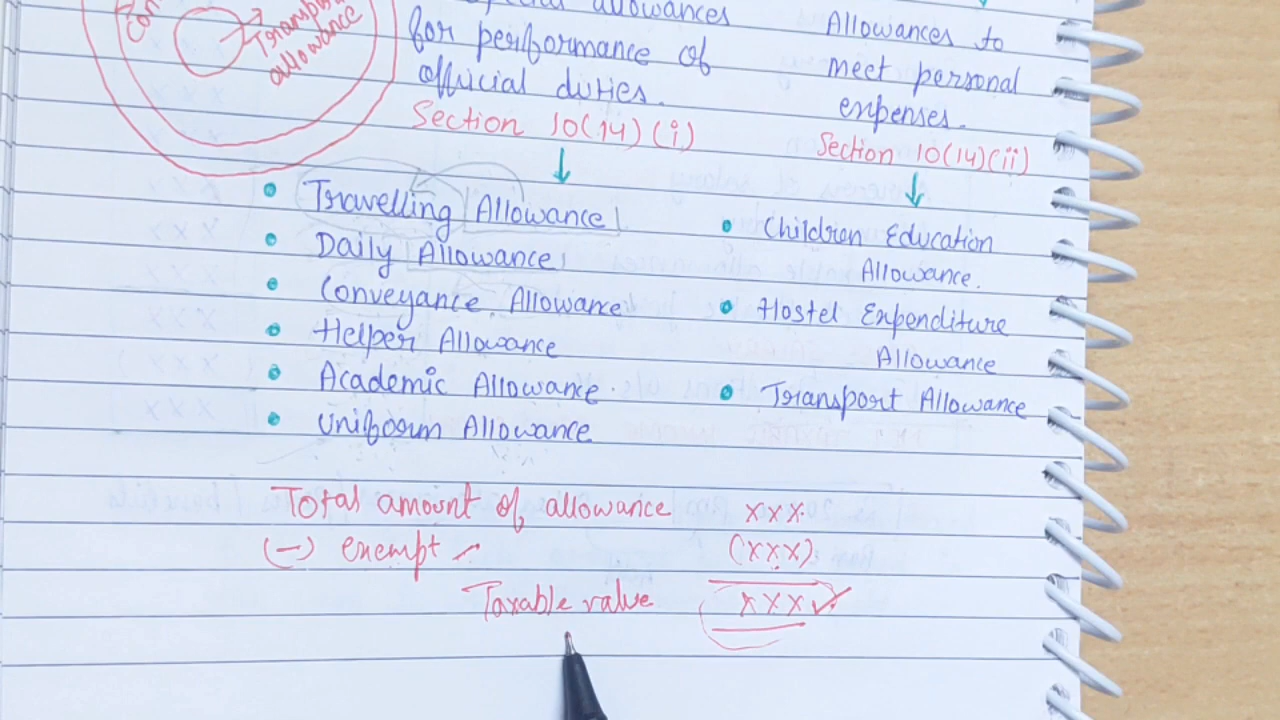 allowances
for performance of
official duties.
Section 10(14)(i)
Allowances to
meet personal
expenses.
Section 10(14)(ii)
Transport
allowance
Travelling Allowance
Daily Allowance
Conveyance Allowance
Helper Allowance
Academic Allowance.
Uniform Allowance
Children Education
Allowance.
Hostel Expenditure
Allowance
Transport Allowance
Total amount of allowance xxx
(-) exempt (xxx)
Taxable value xxx